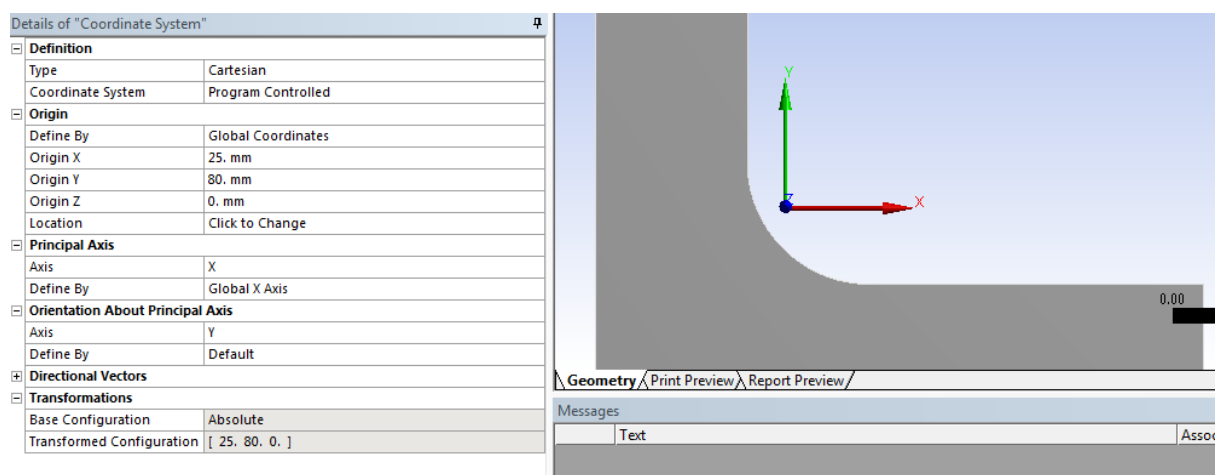 Details of "Coordinate System"
Definition
Type Cartesian
Coordinate System Program Controlled
Origin
Define By Global Coordinates
Origin X 25. mm
Origin Y 80. mm
Origin Z 0. mm
Location Click to Change
Principal Axis
Axis X
Define By Global X Axis
Orientation About Principal Axis
Axis Y
Define By Default
Directional Vectors
Transformations
Base Configuration Absolute
Transformed Configuration [ 25. 80. 0. ]
Y
Z
X
0.00
Geometry Print Preview Report Preview
Messages
Text Assoc